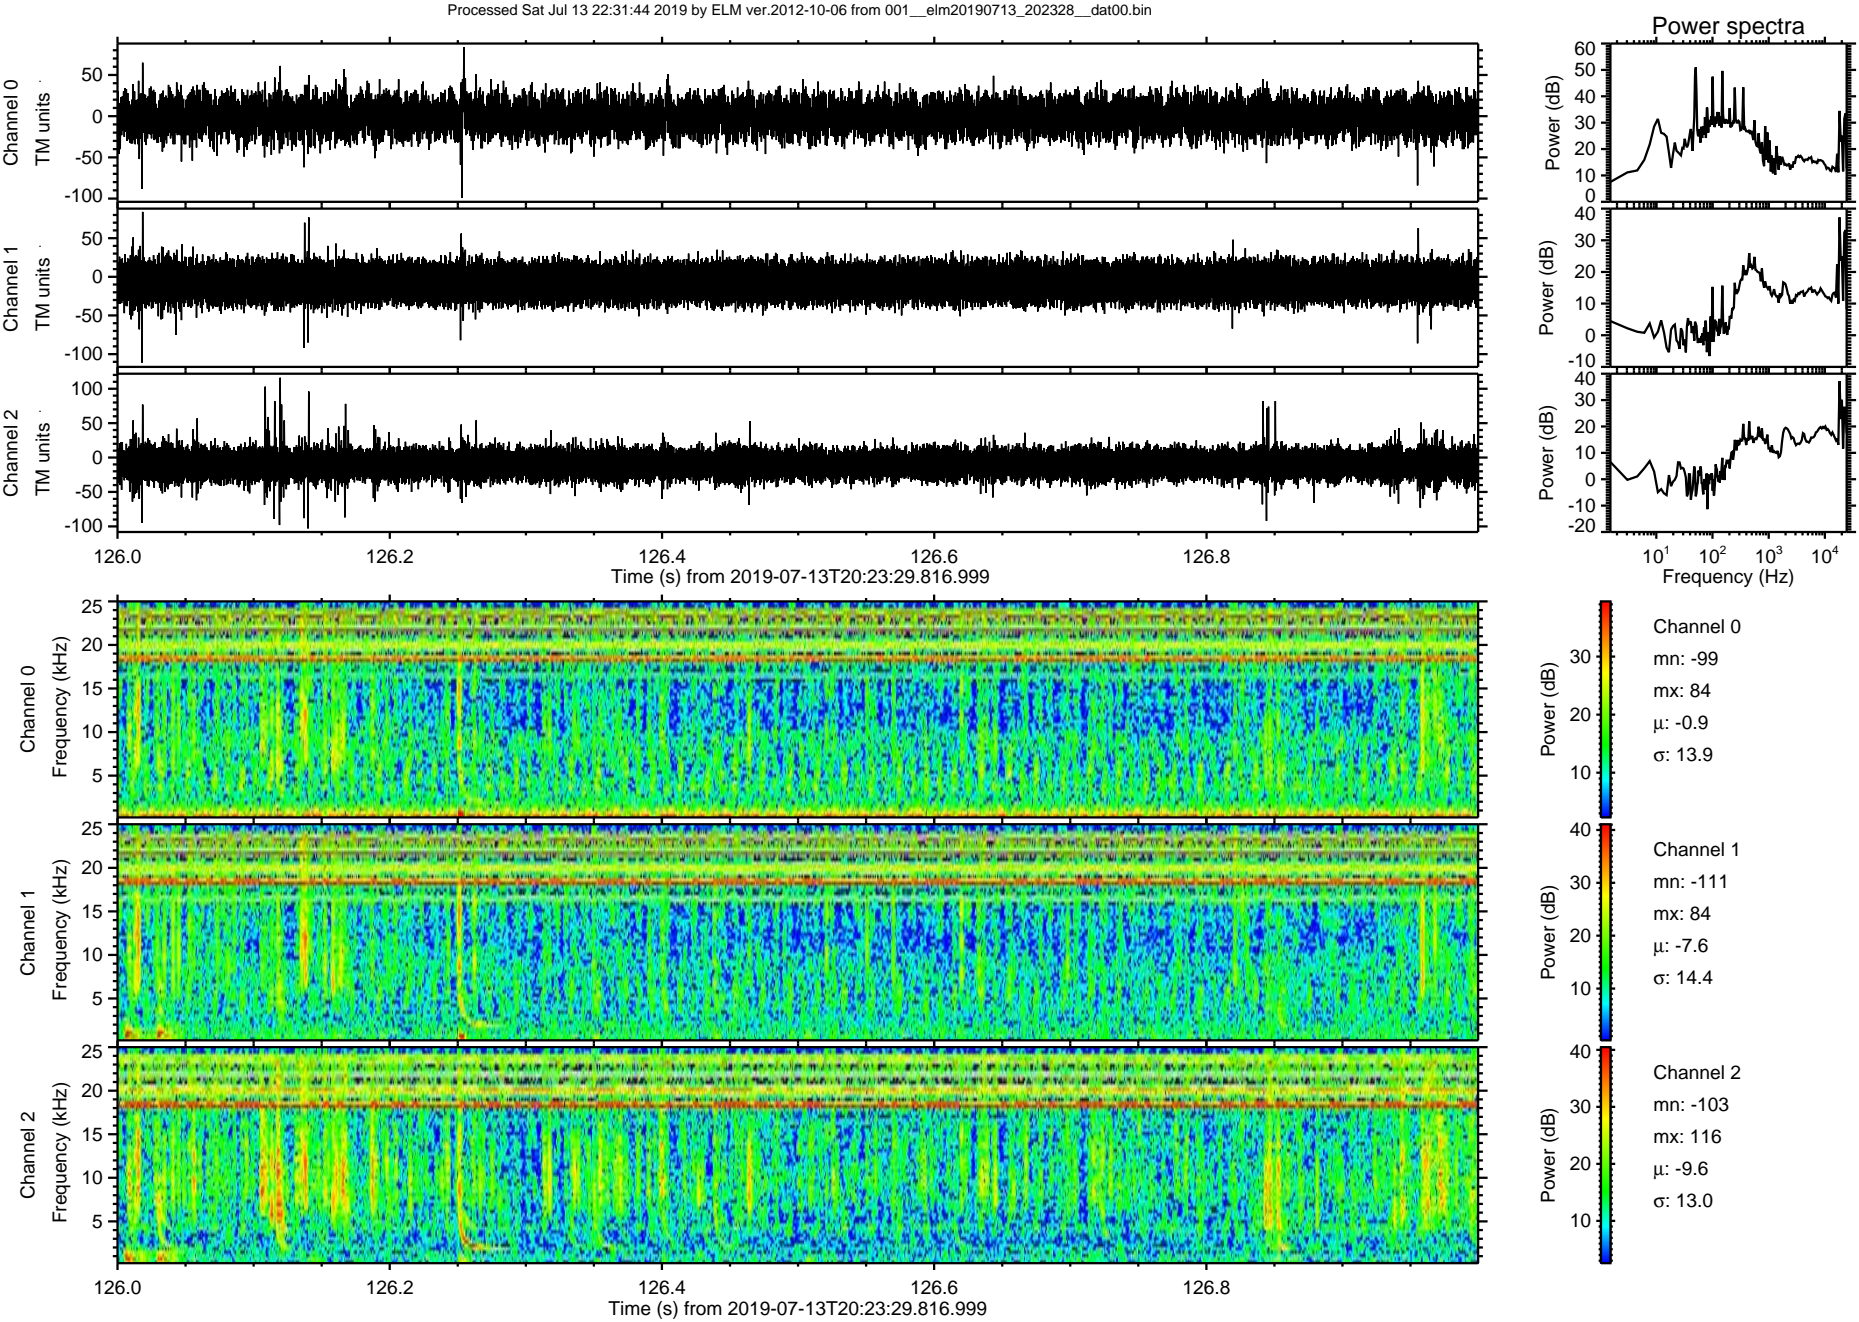 Processed Sat Jul 13 22:31:44 2019 by ELM ver.2012-10-06 from 001__elm20190713_202328__dat00.bin
Power spectra
Channel 0
TM units
50
0
-50
-100
Power (dB)
60
50
40
30
20
10
0
Channel 1
TM units
50
0
-50
-100
Power (dB)
40
30
20
10
0
-10
Channel 2
TM units
100
50
0
-50
-100
Power (dB)
40
30
20
10
0
-10
-20
126.0 126.2 126.4 126.6 126.8
Time (s) from 2019-07-13T20:23:29.816.999
10^1 10^2 10^3 10^4
Frequency (Hz)
Channel 0
Frequency (kHz)
25
20
15
10
5
Power (dB)
30
20
10
Channel 0
mn: -99
mx: 84
μ: -0.9
σ: 13.9
Channel 1
Frequency (kHz)
25
20
15
10
5
Power (dB)
40
30
20
10
Channel 1
mn: -111
mx: 84
μ: -7.6
σ: 14.4
Channel 2
Frequency (kHz)
25
20
15
10
5
Power (dB)
40
30
20
10
Channel 2
mn: -103
mx: 116
μ: -9.6
σ: 13.0
126.0 126.2 126.4 126.6 126.8
Time (s) from 2019-07-13T20:23:29.816.999